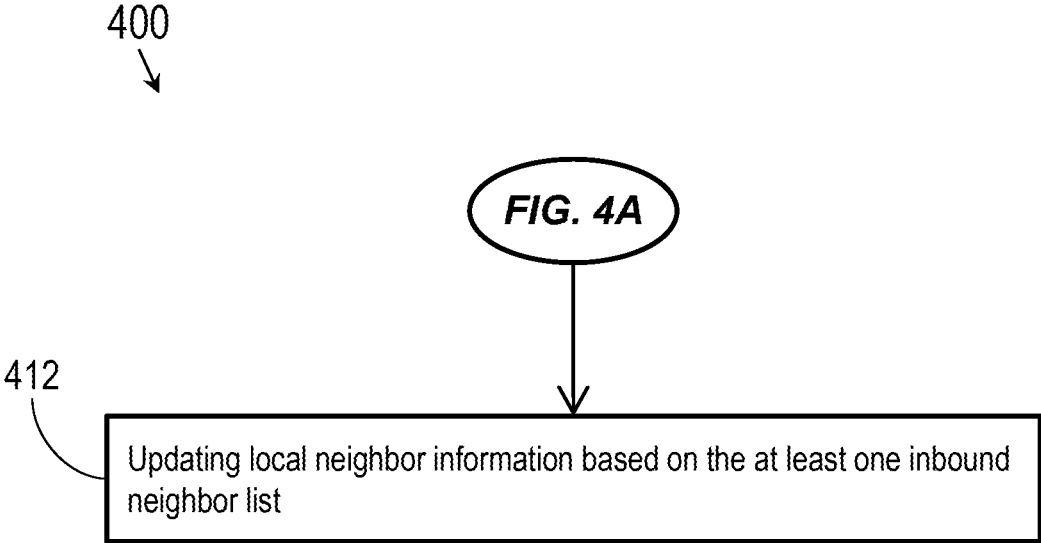 400
FIG. 4A
412
Updating local neighbor information based on the at least one inbound
neighbor list